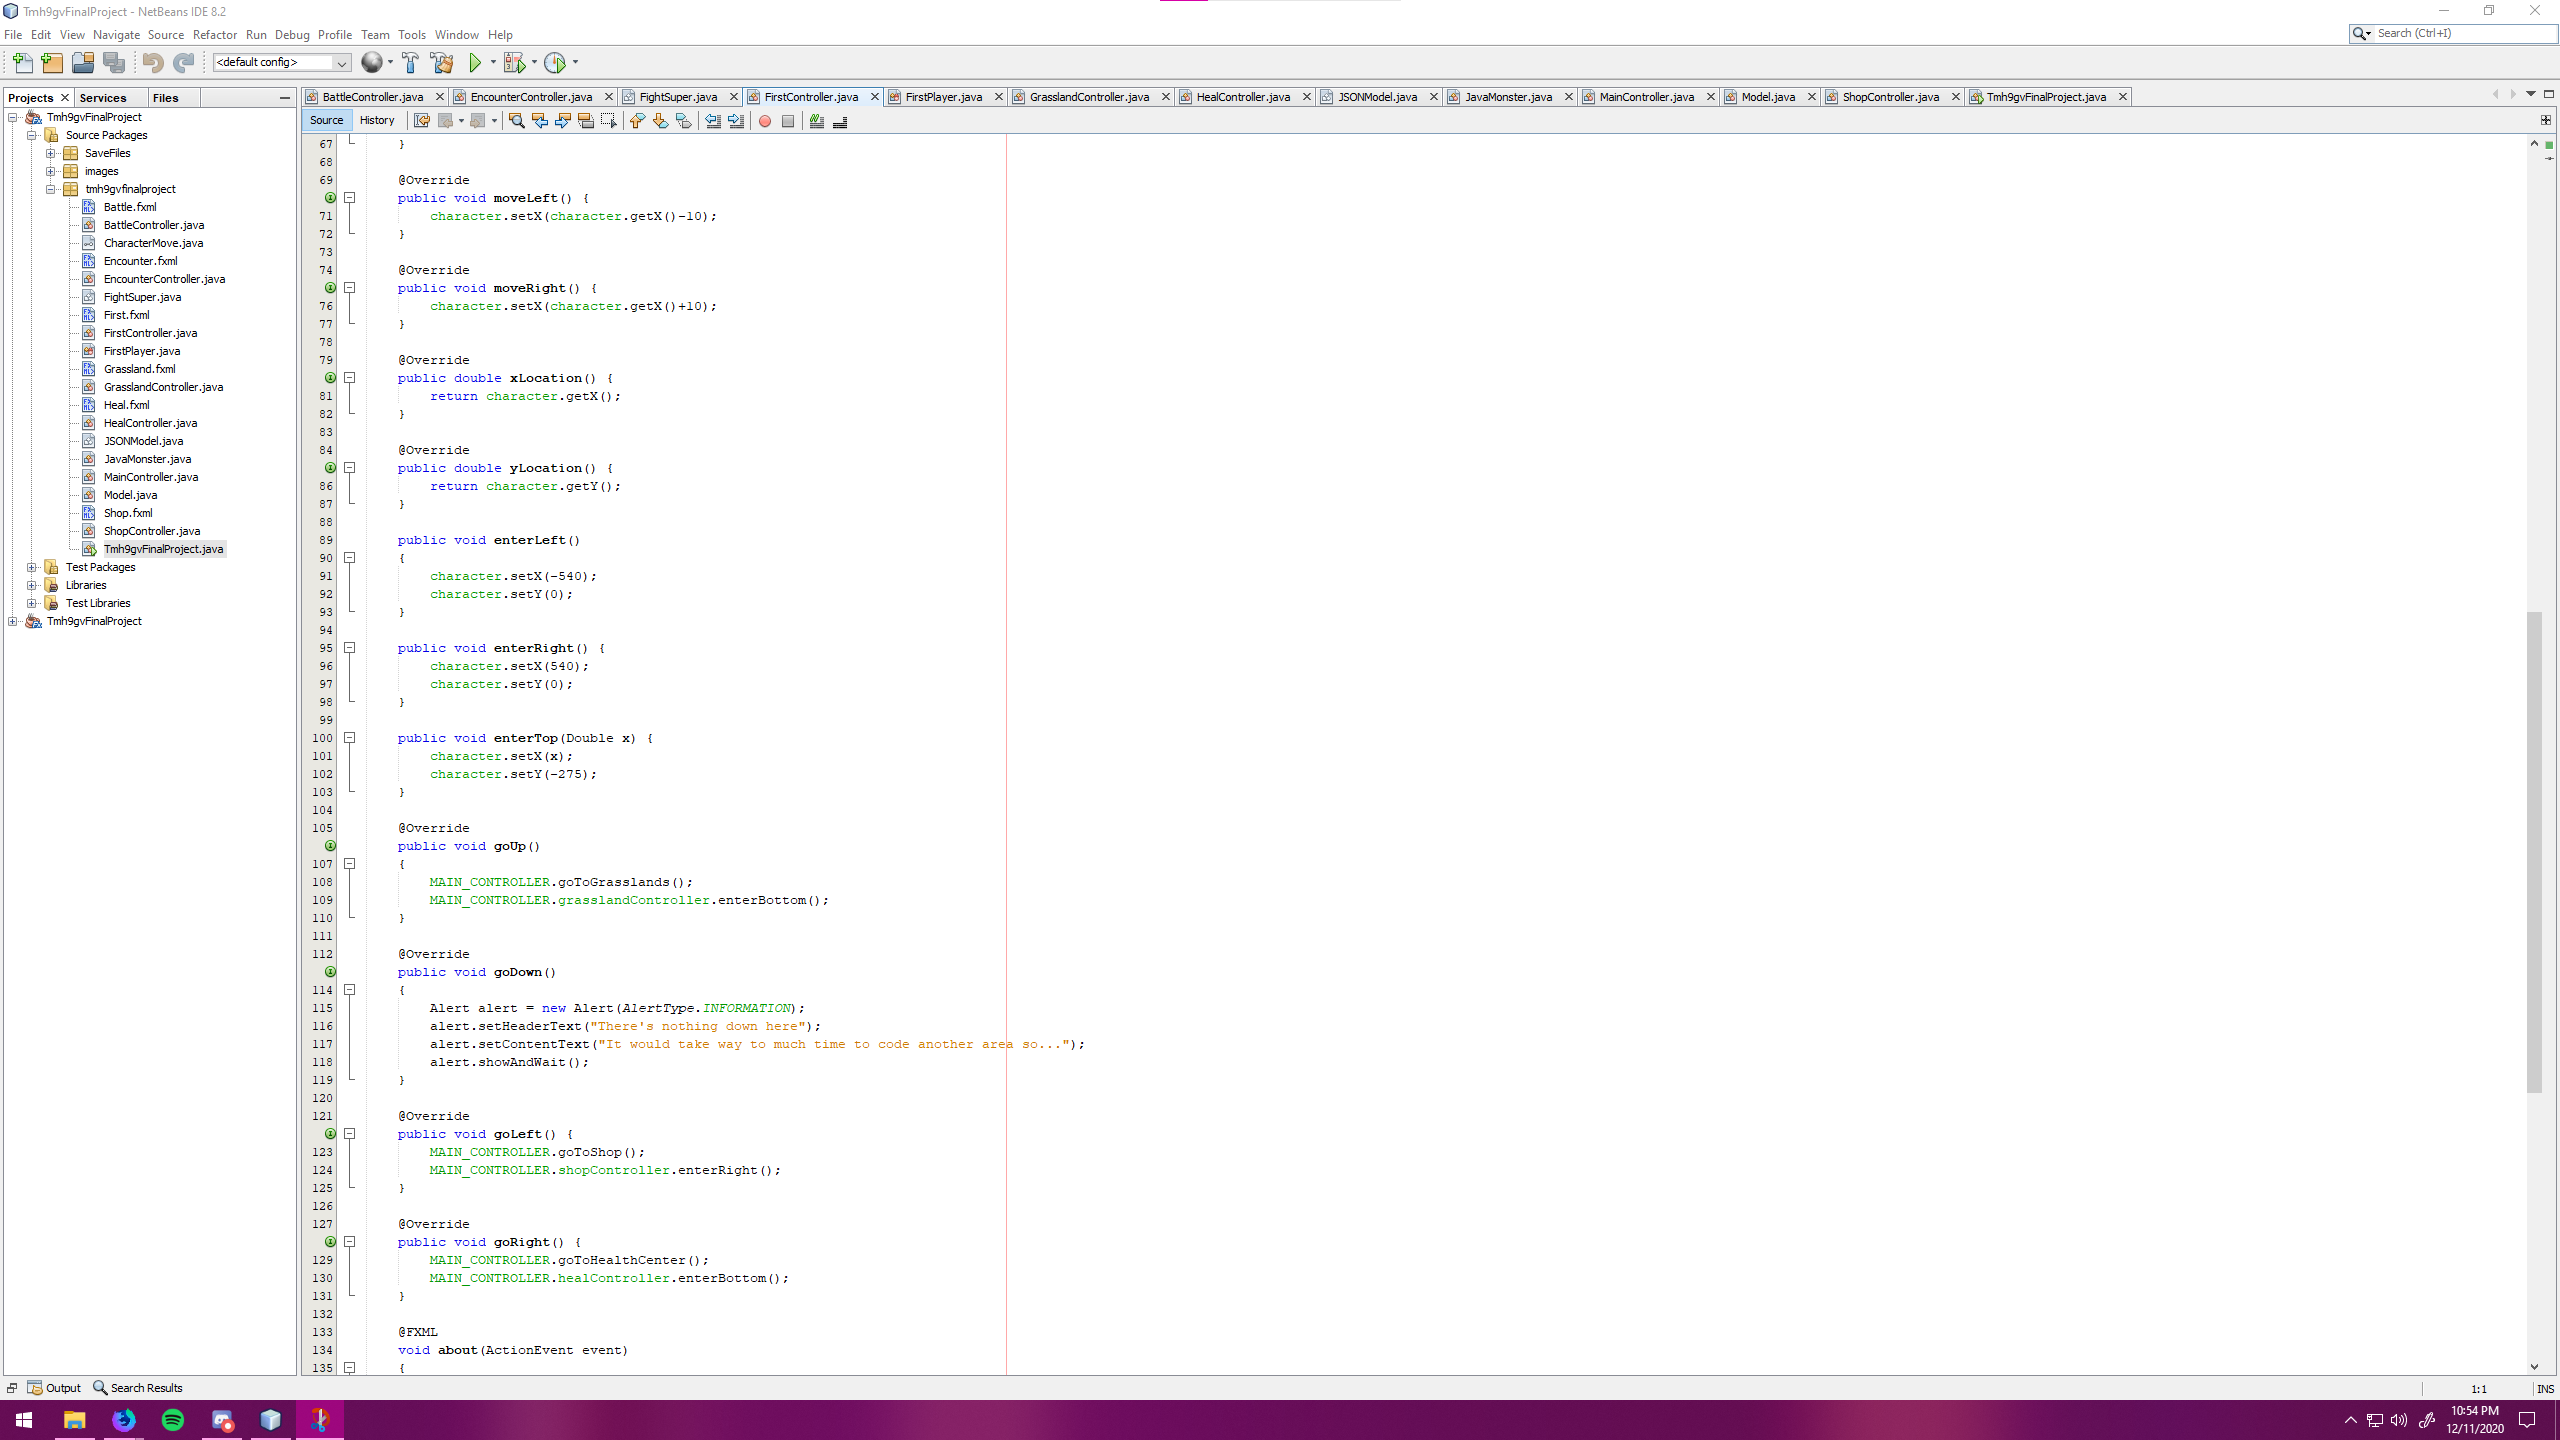 Tmh9gvFinalProject - NetBeans IDE 8.2
File Edit View Navigate Source Refactor Run Debug Profile Team Tools Window Help
Search (Ctrl+I)
<default config>
Projects Services Files
BattleController.java EncounterController.java FightSuper.java FirstController.java FirstPlayer.java GrasslandController.java HealController.java JSONModel.java JavaMonster.java MainController.java Model.java ShopController.java Tmh9gvFinalProject.java
Source History
Tmh9gvFinalProject
Source Packages
SaveFiles
images
tmh9gvfinalproject
Battle.fxml
BattleController.java
CharacterMove.java
Encounter.fxml
EncounterController.java
FightSuper.java
First.fxml
FirstController.java
FirstPlayer.java
Grassland.fxml
GrasslandController.java
Heal.fxml
HealController.java
JSONModel.java
JavaMonster.java
MainController.java
Model.java
Shop.fxml
ShopController.java
Tmh9gvFinalProject.java
Test Packages
Libraries
Test Libraries
Tmh9gvFinalProject
67 }
68
69 @Override
public void moveLeft() {
71 character.setX(character.getX()-10);
72 }
73
74 @Override
public void moveRight() {
76 character.setX(character.getX()+10);
77 }
78
79 @Override
public double xLocation() {
81 return character.getX();
82 }
83
84 @Override
public double yLocation() {
86 return character.getY();
87 }
88
89 public void enterLeft()
90 {
91 character.setX(-540);
92 character.setY(0);
93 }
94
95 public void enterRight() {
96 character.setX(540);
97 character.setY(0);
98 }
99
100 public void enterTop(Double x) {
101 character.setX(x);
102 character.setY(-275);
103 }
104
105 @Override
public void goUp()
107 {
108 MAIN_CONTROLLER.goToGrasslands();
109 MAIN_CONTROLLER.grasslandController.enterBottom();
110 }
111
112 @Override
public void goDown()
114 {
115 Alert alert = new Alert(AlertType.INFORMATION);
116 alert.setHeaderText("There's nothing down here");
117 alert.setContentText("It would take way to much time to code another area so...");
118 alert.showAndWait();
119 }
120
121 @Override
public void goLeft() {
123 MAIN_CONTROLLER.goToShop();
124 MAIN_CONTROLLER.shopController.enterRight();
125 }
126
127 @Override
public void goRight() {
129 MAIN_CONTROLLER.goToHealthCenter();
130 MAIN_CONTROLLER.healController.enterBottom();
131 }
132
133 @FXML
134 void about(ActionEvent event)
135 {
Output Search Results
1:1 INS
10:54 PM
12/11/2020